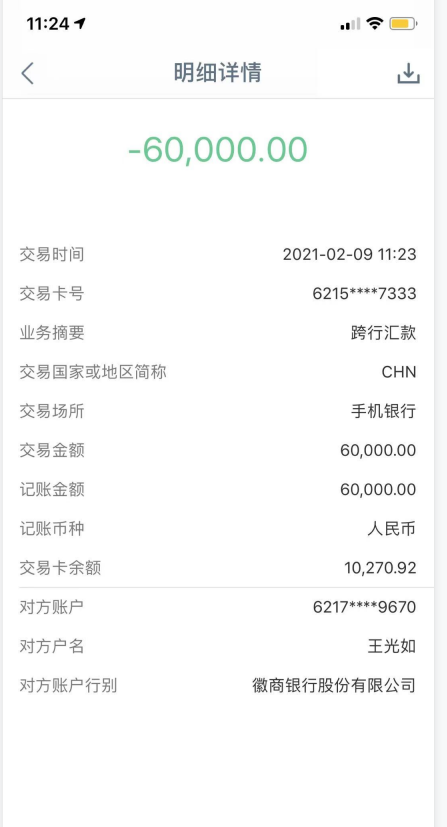 11:24
明细详情
-60,000.00
交易时间 2021-02-09 11:23
交易卡号 6215****7333
业务摘要 跨行汇款
交易国家或地区简称 CHN
交易场所 手机银行
交易金额 60,000.00
记账金额 60,000.00
记账币种 人民币
交易卡余额 10,270.92
对方账户 6217****9670
对方户名 王光如
对方账户行别 徽商银行股份有限公司